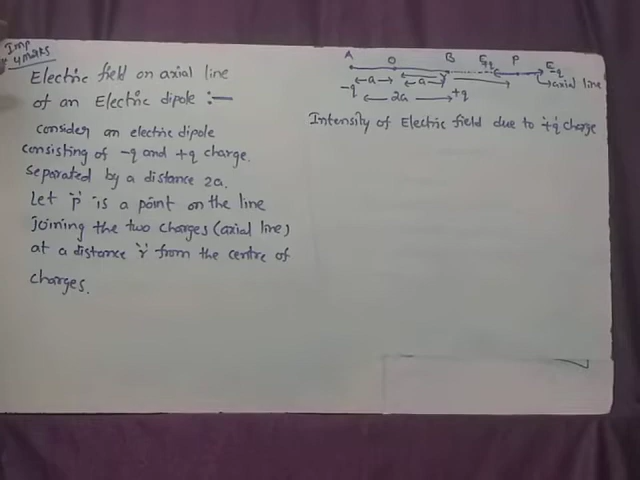 Imp
4 marks
Electric field on axial line
of an Electric dipole :—
consider an electric dipole
consisting of -q and +q charge.
separated by a distance 2a.
Let 'p' is a point on the line
joining the two charges (axial line)
at a distance 'r' from the centre of
charges.
A O B E+q P E-q
a a axial line
-q 2a +q
Intensity of Electric field due to '+q' charge